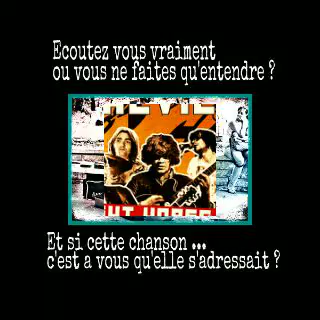 Ecoutez vous vraiment
ou vous ne faites qu'entendre ?
Et si cette chanson ...
c'est a vous qu'elle s'adressait ?